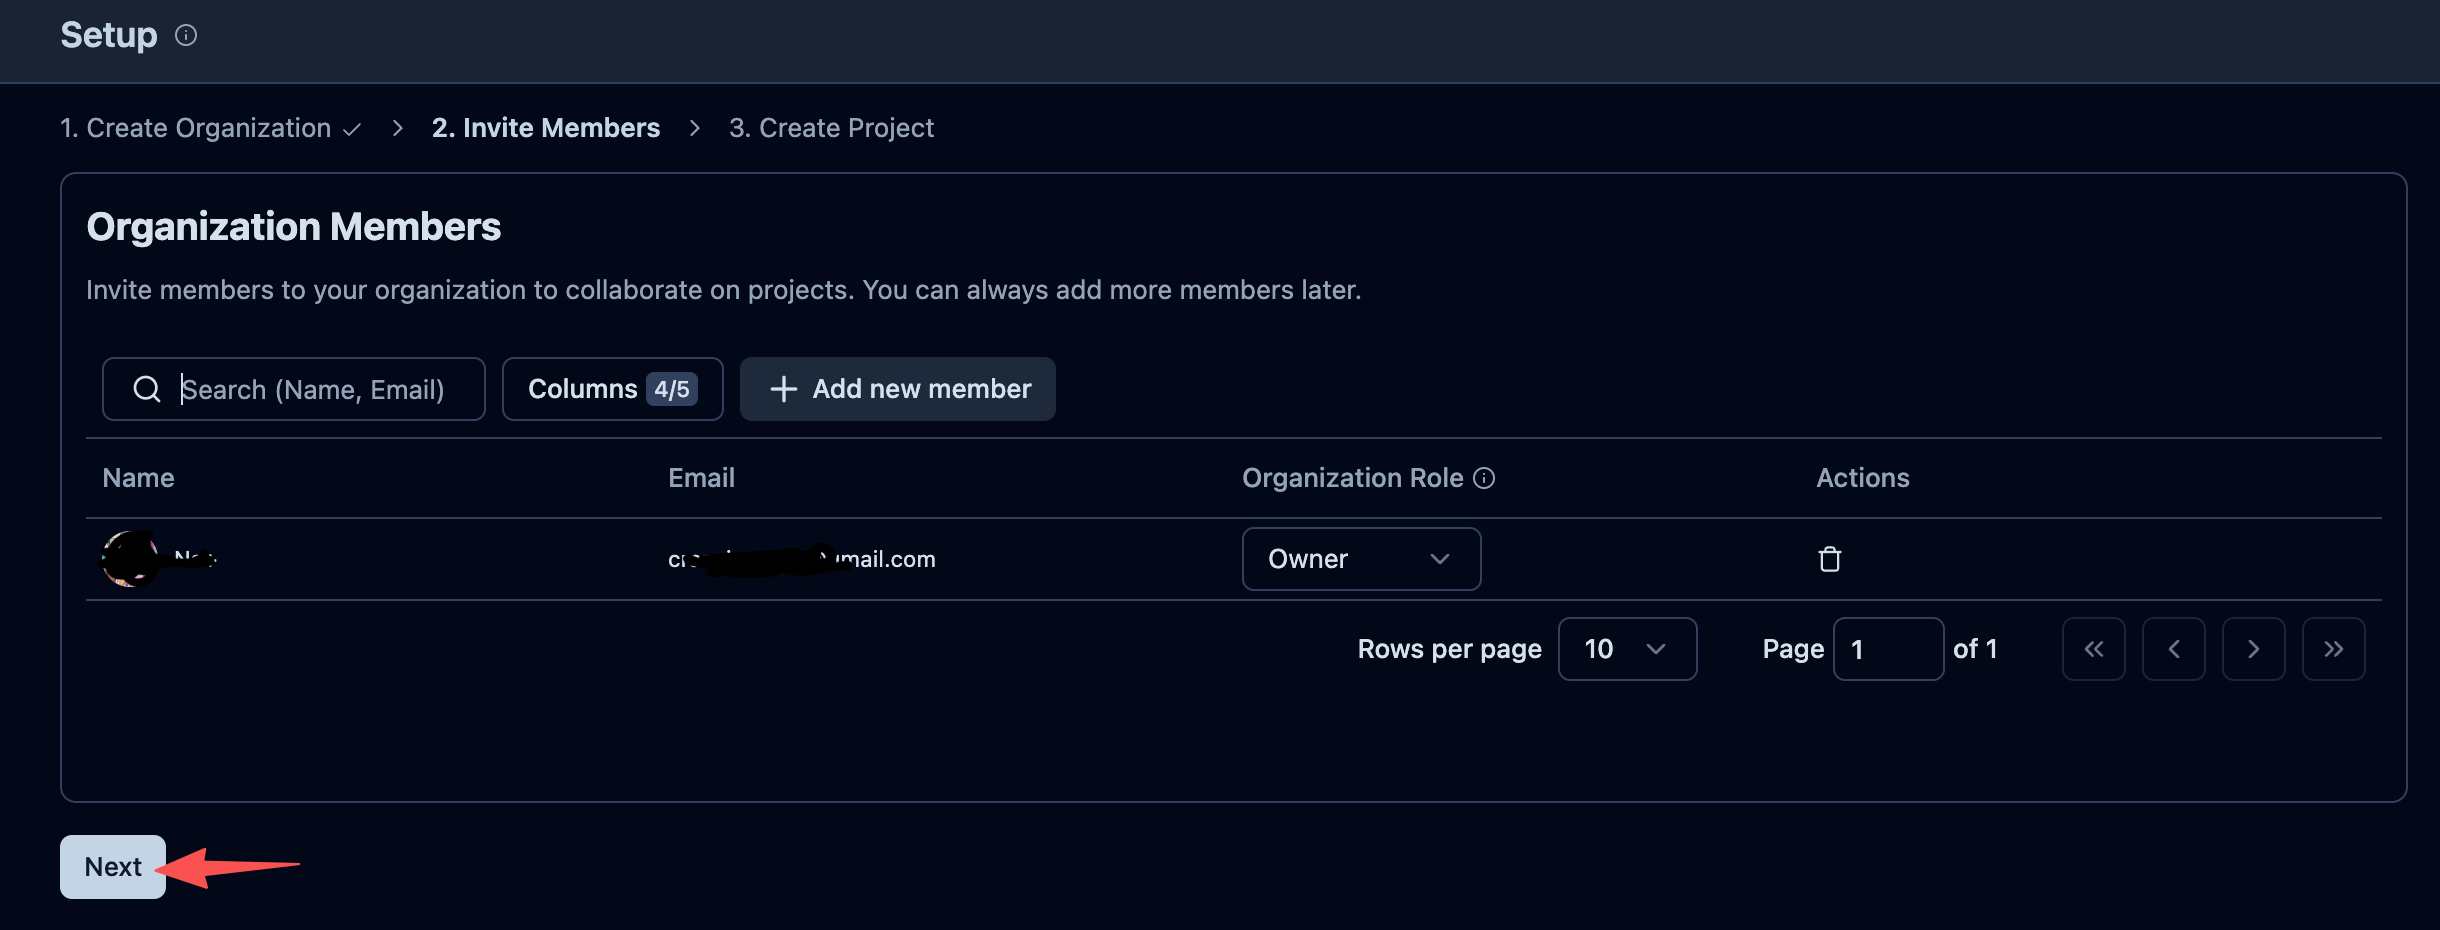 Setup
1. Create Organization > 2. Invite Members > 3. Create Project
Organization Members
Invite members to your organization to collaborate on projects. You can always add more members later.
Search (Name, Email) Columns 4/5 + Add new member
Name Email Organization Role Actions
mail.com Owner
Rows per page 10 Page 1 of 1
Next